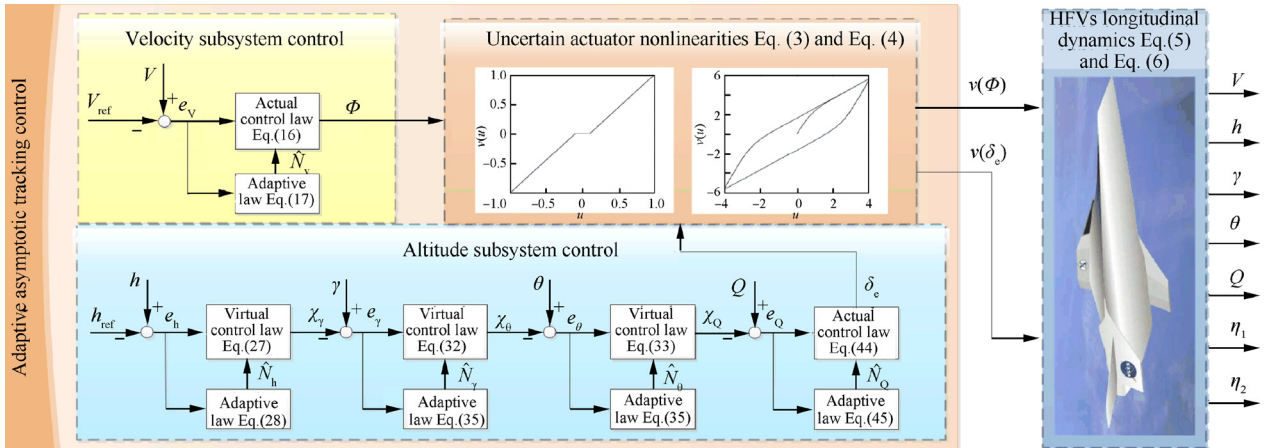 Adaptive asymptotic tracking control
Velocity subsystem control
V
V_ref
+
−
e_V
Actual
control law
Eq.(16)
Φ
N̂_v
Adaptive
law Eq.(17)
Uncertain actuator nonlinearities Eq. (3) and Eq. (4)
v(u)
1.0
0.5
0
−0.5
−1.0
−1.0 −0.5 0 0.5 1.0
u
v(u)
6
2
−2
−6
−4 −2 0 2 4
u
v(Φ)
v(δ_e)
Altitude subsystem control
h
h_ref
+
−
e_h
Virtual
control law
Eq.(27)
N̂_h
Adaptive
law Eq.(28)
γ
χ_γ
+
−
e_γ
Virtual
control law
Eq.(32)
N̂_γ
Adaptive
law Eq.(35)
θ
χ_θ
+
−
e_θ
Virtual
control law
Eq.(33)
N̂_θ
Adaptive
law Eq.(35)
Q
χ_Q
+
−
e_Q
δ_e
Actual
control law
Eq.(44)
N̂_Q
Adaptive
law Eq.(45)
HFVs longitudinal
dynamics Eq.(5)
and Eq. (6)
V
h
γ
θ
Q
η_1
η_2